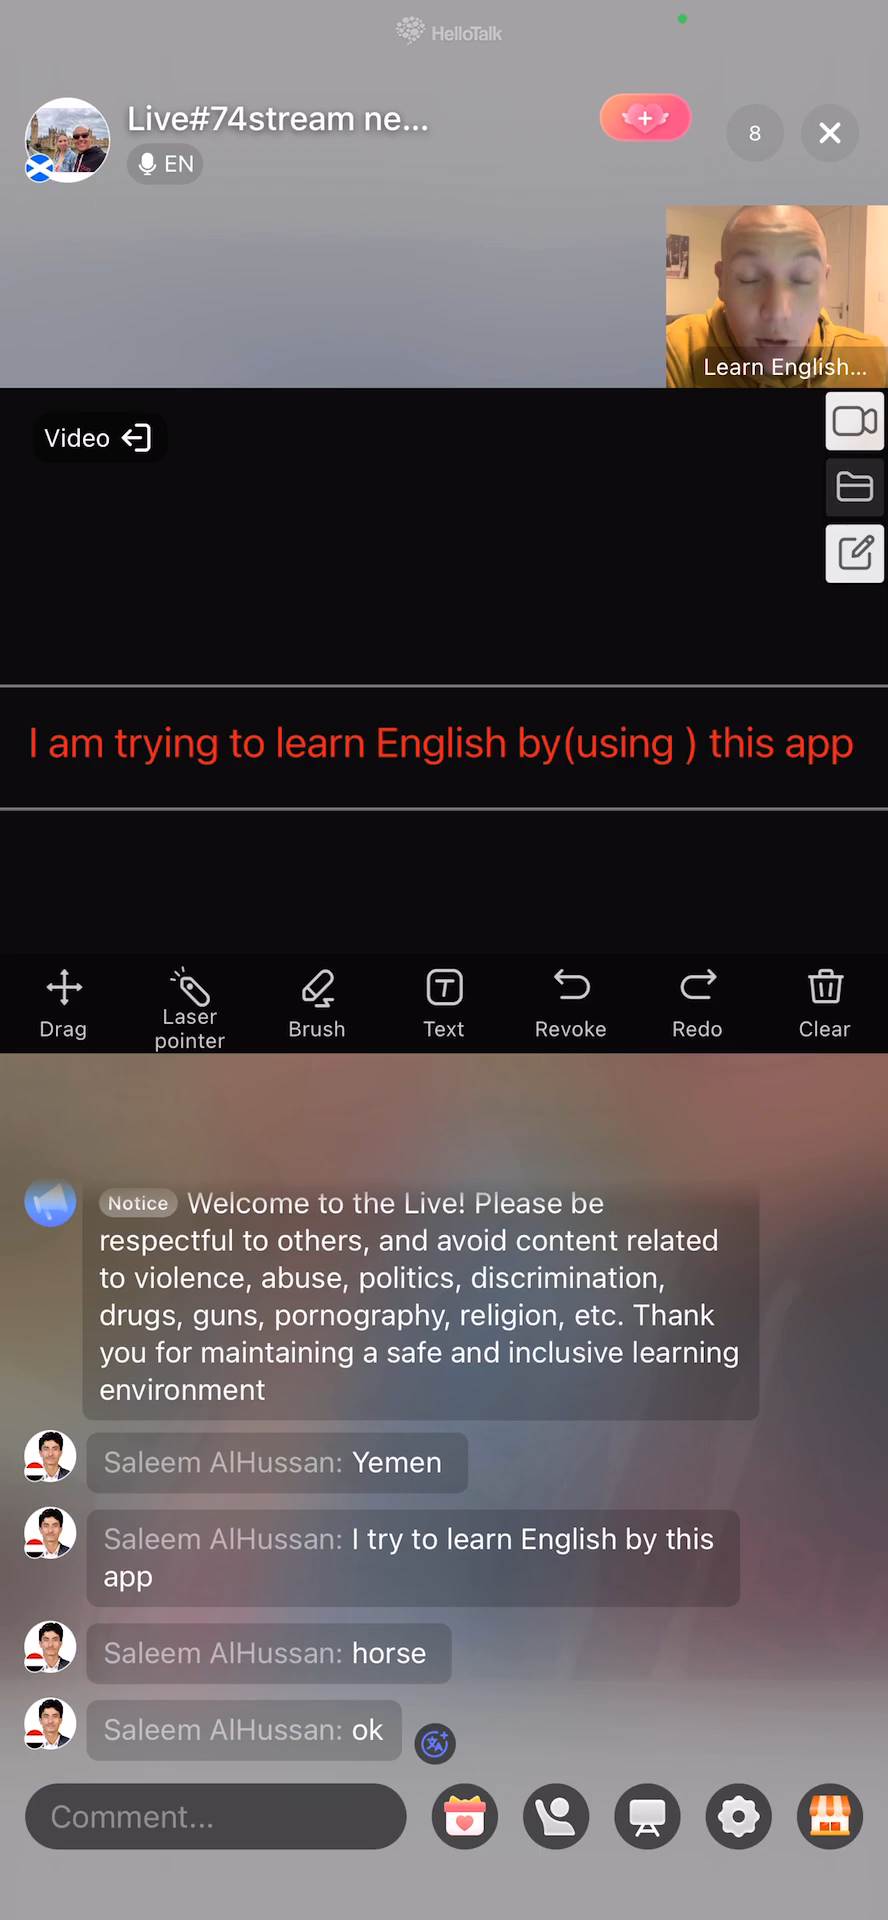 HelloTalk
Live#74stream ne...
EN
8
Learn English...
Video
I am trying to learn English by(using ) this app
Drag
Laser
pointer
Brush
Text
Revoke
Redo
Clear
Notice Welcome to the Live! Please be
respectful to others, and avoid content related
to violence, abuse, politics, discrimination,
drugs, guns, pornography, religion, etc. Thank
you for maintaining a safe and inclusive learning
environment
Saleem AlHussan: Yemen
Saleem AlHussan: I try to learn English by this
app
Saleem AlHussan: horse
Saleem AlHussan: ok
Comment...